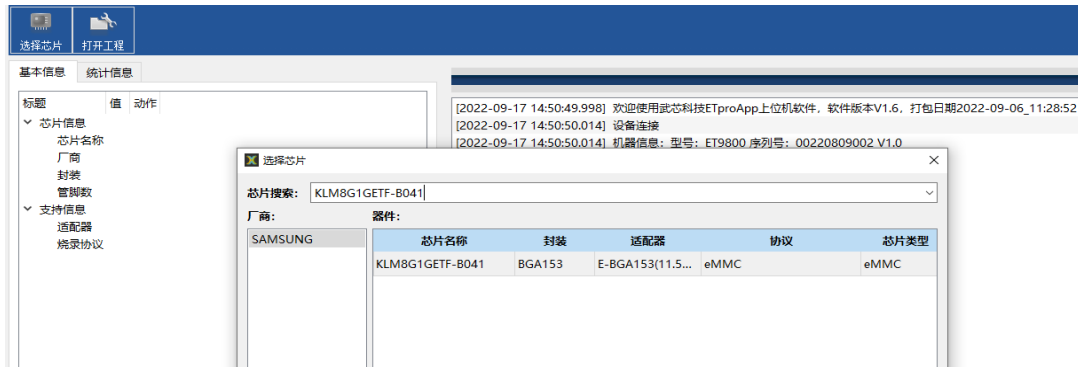 选择芯片 打开工程
基本信息 统计信息
标题 值 动作
芯片信息
芯片名称
厂商
封装
管脚数
支持信息
适配器
烧录协议
[2022-09-17 14:50:49.998] 欢迎使用武芯科技ETproApp上位机软件，软件版本V1.6，打包日期2022-09-06_11:28:52
[2022-09-17 14:50:50.014] 设备连接
[2022-09-17 14:50:50.014] 机器信息：型号：ET9800 序列号：00220809002 V1.0
选择芯片
芯片搜索： KLM8G1GETF-B041
厂商： 器件：
SAMSUNG
芯片名称 封装 适配器 协议 芯片类型
KLM8G1GETF-B041 BGA153 E-BGA153(11.5... eMMC eMMC